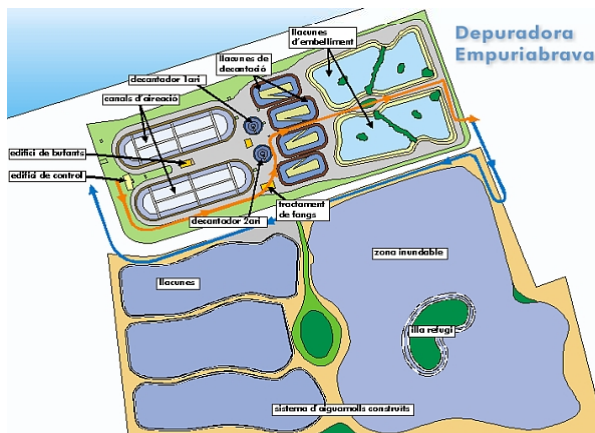 Depuradora
Empuriabrava
llacunes
d'embelliment
llacunes de
decantació
decantador 1ari
canals d'aireació
edifici de bufants
edifici de control
decantador 2ari
tractament
de fangs
zona inundable
llacunes
illa refugi
sistema d'aiguamolls construits